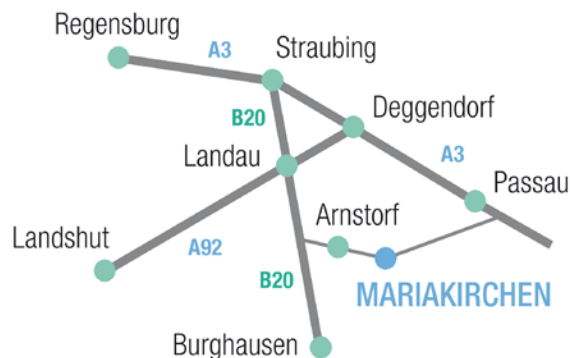 Regensburg
A3
Straubing
B20
Deggendorf
Landau
A3
Passau
Arnstorf
Landshut
A92
B20
MARIAKIRCHEN
Burghausen